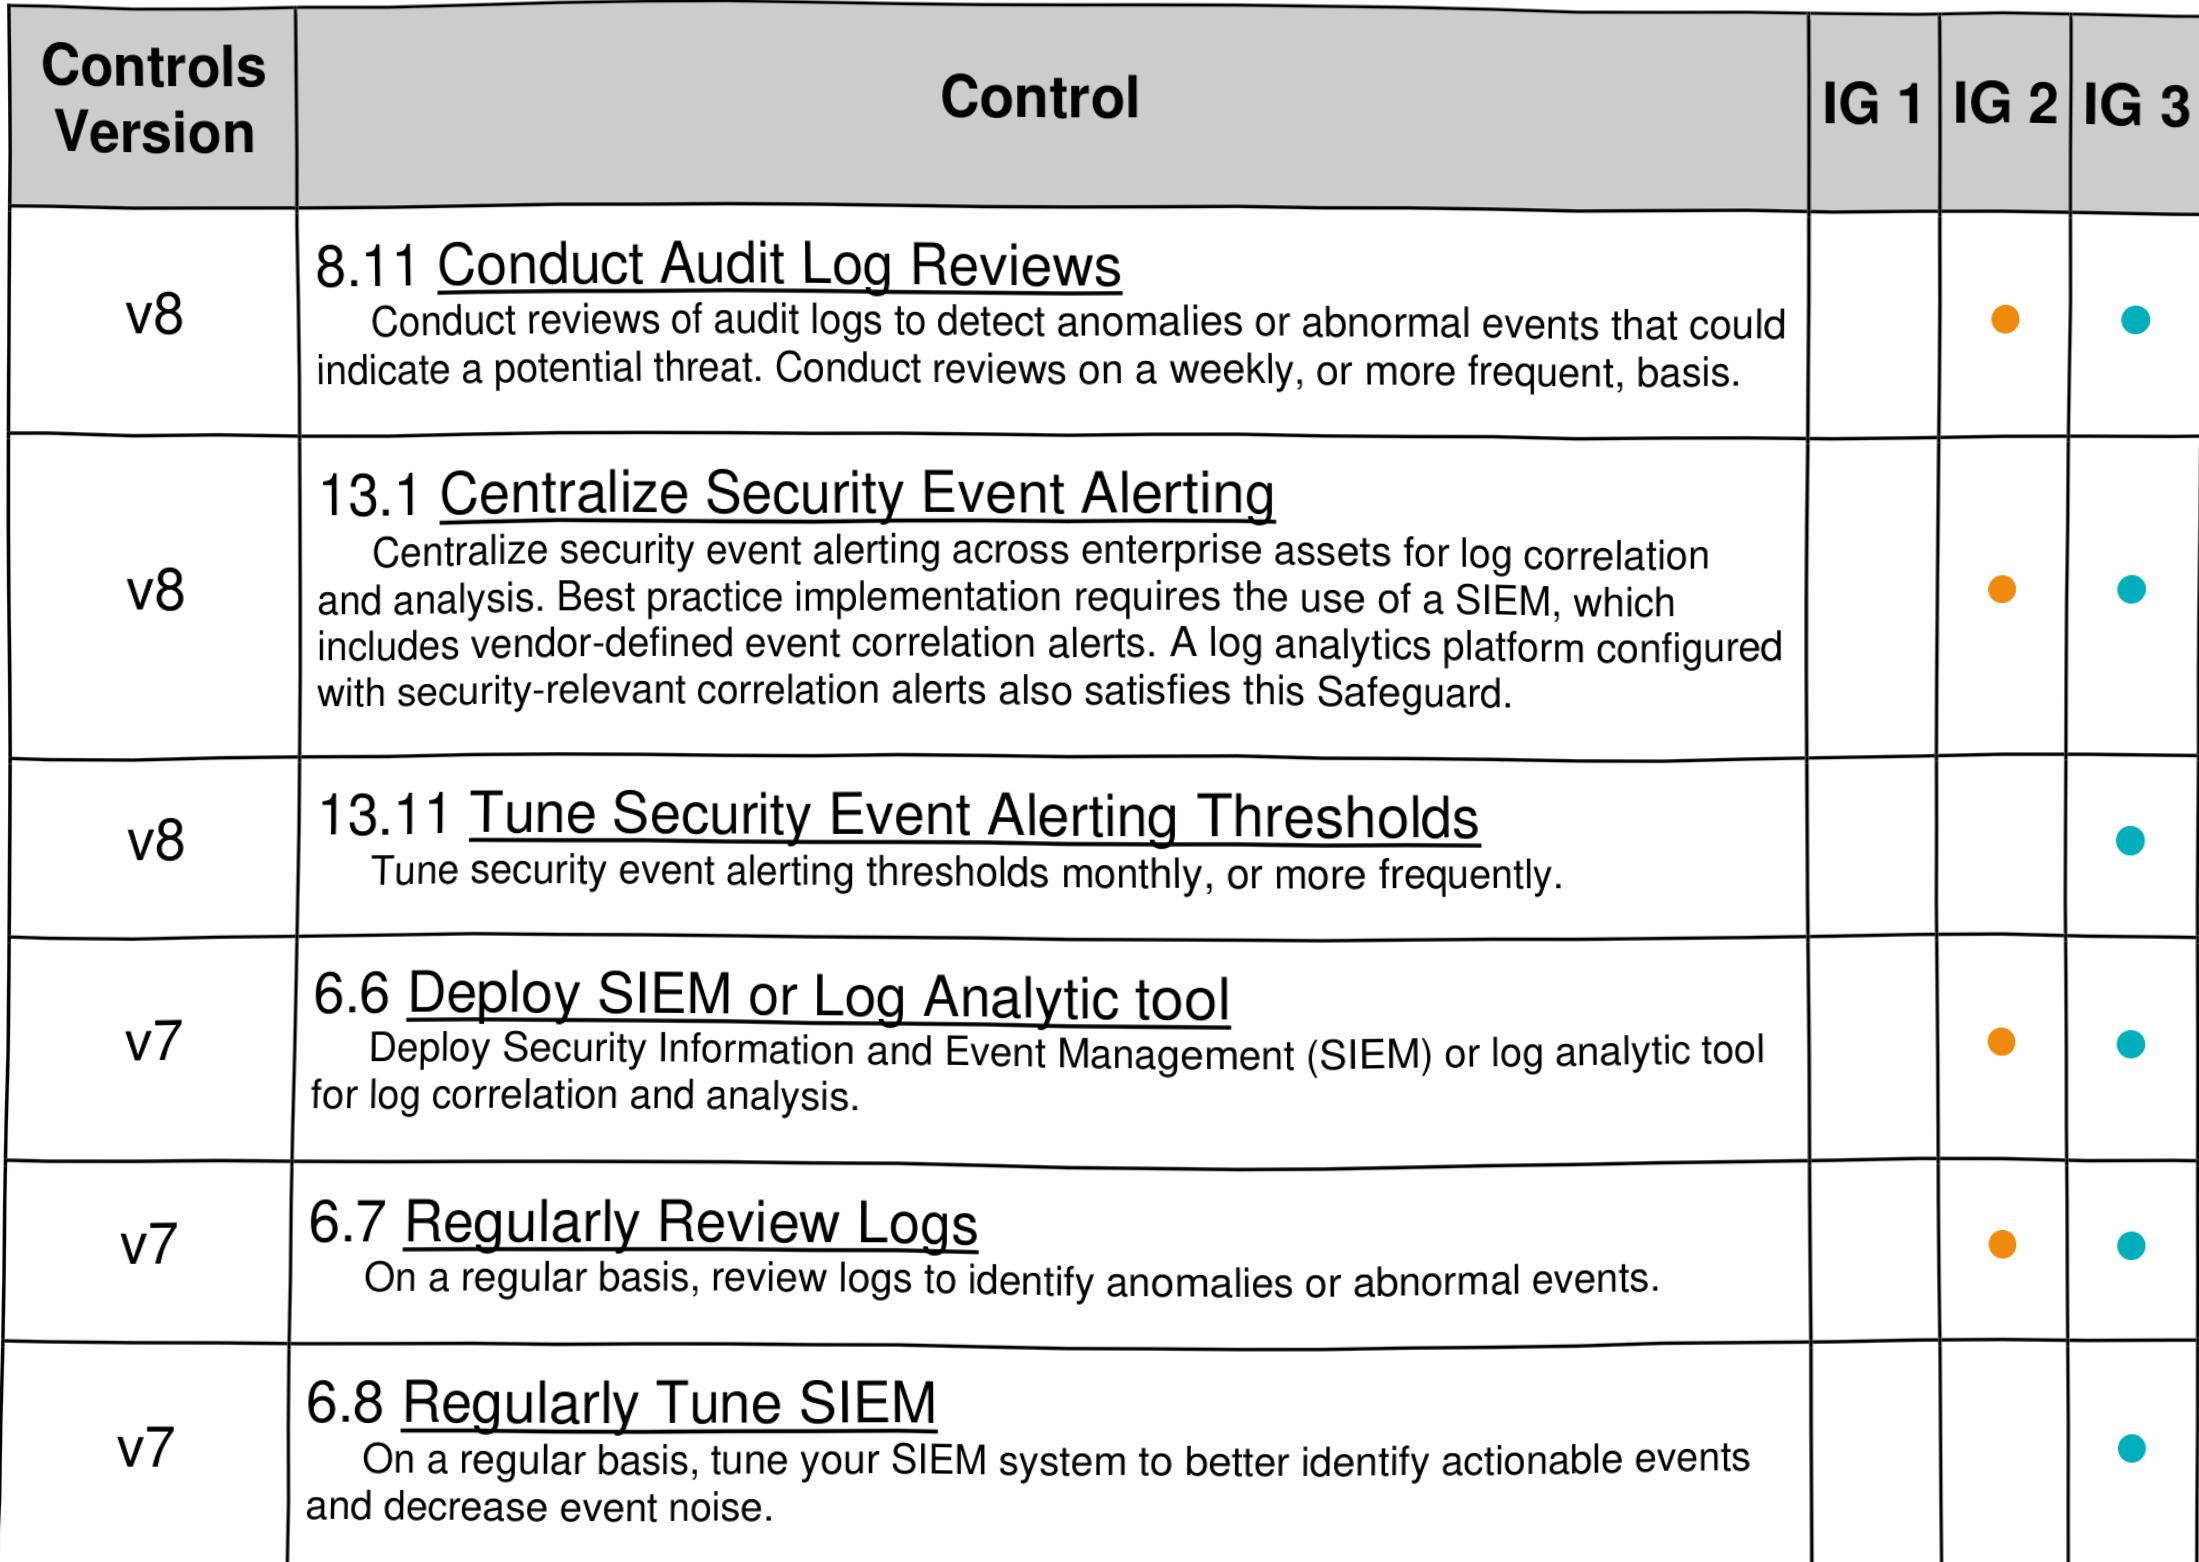 Controls
Version
Control
IG 1
IG 2
IG 3
v8
8.11 Conduct Audit Log Reviews
Conduct reviews of audit logs to detect anomalies or abnormal events that could
indicate a potential threat. Conduct reviews on a weekly, or more frequent, basis.
v8
13.1 Centralize Security Event Alerting
Centralize security event alerting across enterprise assets for log correlation
and analysis. Best practice implementation requires the use of a SIEM, which
includes vendor-defined event correlation alerts. A log analytics platform configured
with security-relevant correlation alerts also satisfies this Safeguard.
v8
13.11 Tune Security Event Alerting Thresholds
Tune security event alerting thresholds monthly, or more frequently.
v7
6.6 Deploy SIEM or Log Analytic tool
Deploy Security Information and Event Management (SIEM) or log analytic tool
for log correlation and analysis.
v7
6.7 Regularly Review Logs
On a regular basis, review logs to identify anomalies or abnormal events.
v7
6.8 Regularly Tune SIEM
On a regular basis, tune your SIEM system to better identify actionable events
and decrease event noise.